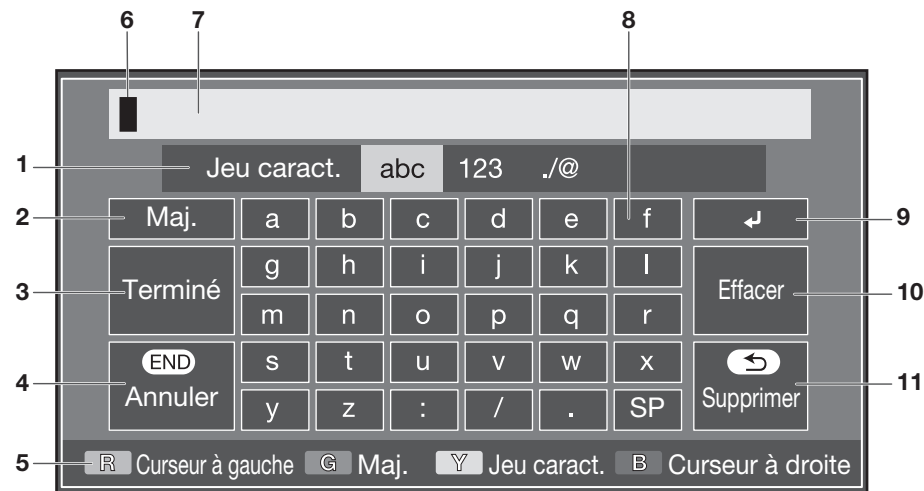 6 7 8
1 Jeu caract. abc 123 ./@
2 Maj. a b c d e f ↲ 9
g h i j k l
3 Terminé Effacer 10
m n o p q r
END s t u v w x
4 Annuler Supprimer 11
y z : / . SP
5 R Curseur à gauche G Maj. Y Jeu caract. B Curseur à droite